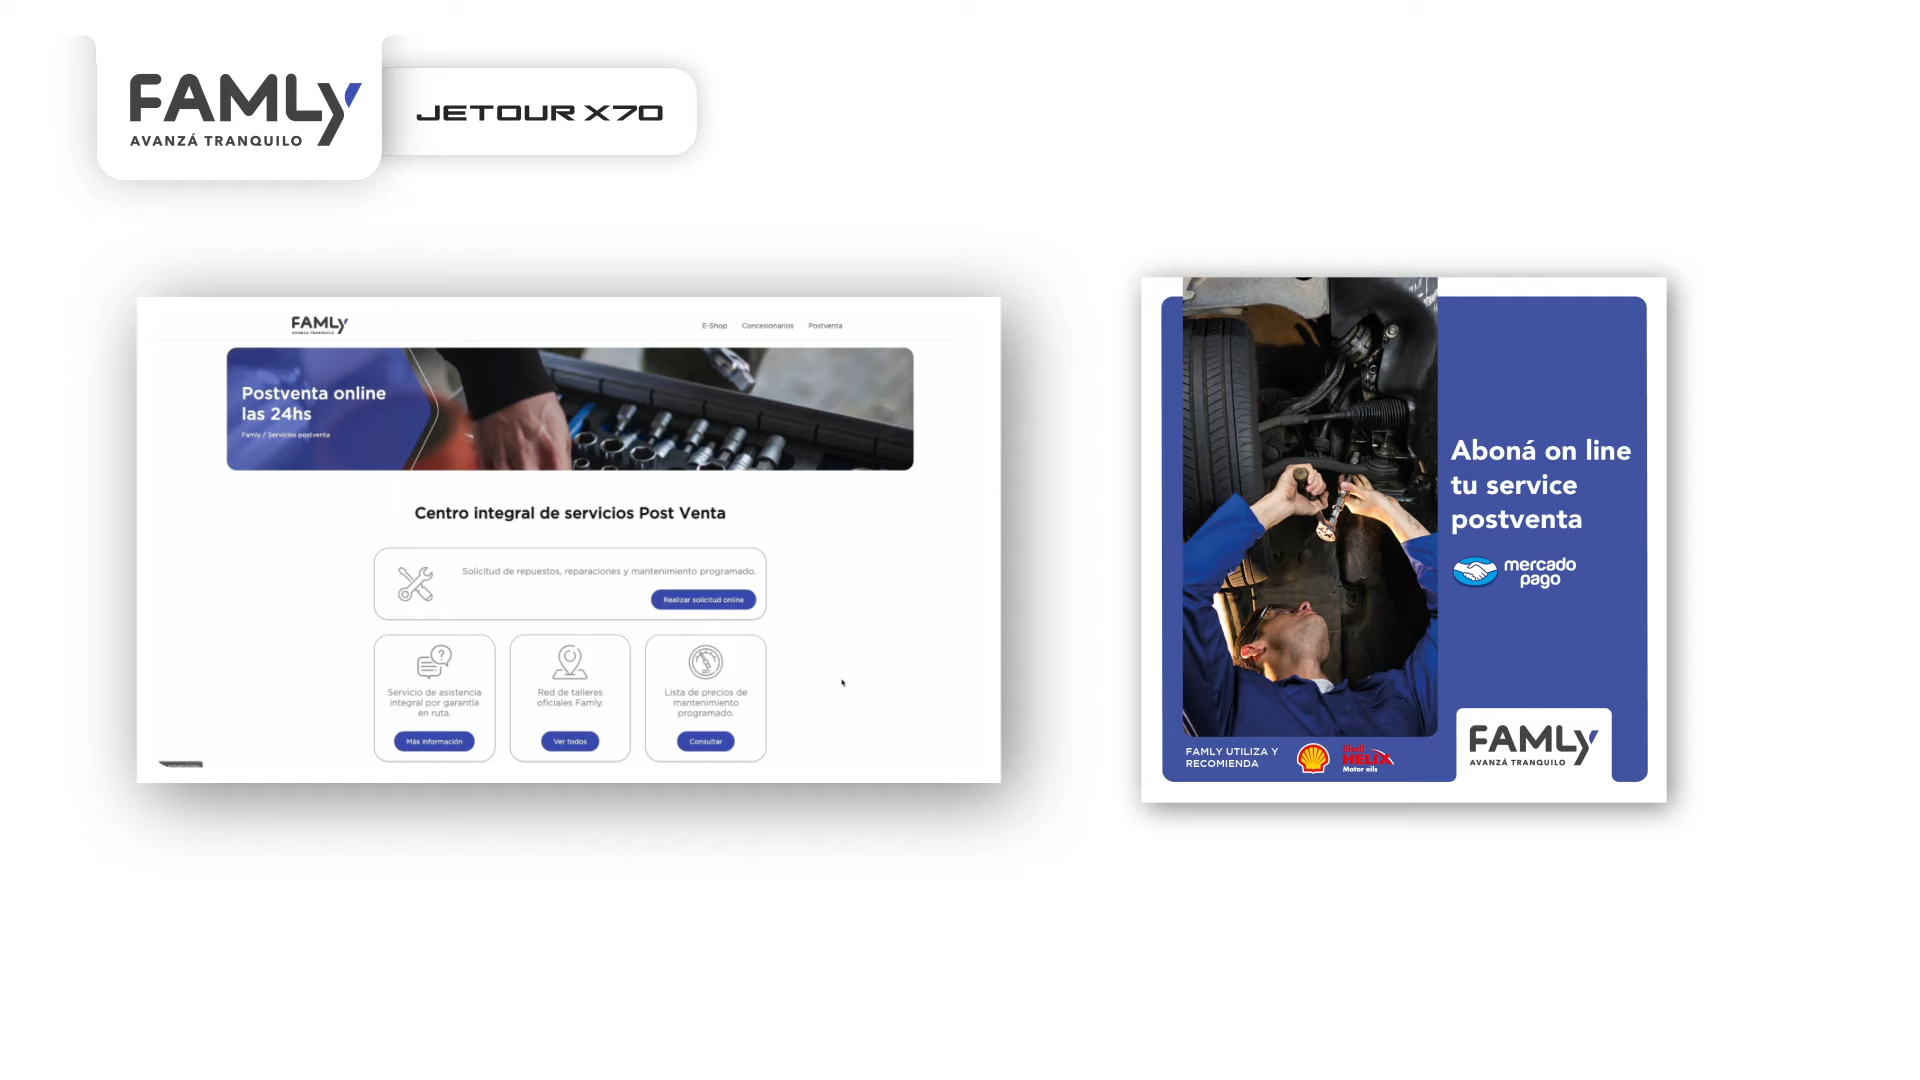 FAMLy
AVANZÁ TRANQUILO
JETOUR X70
FAMLy
AVANZÁ TRANQUILO
E-Shop Concesionarios Postventa
Postventa online
las 24hs
Famly / Servicios postventa
Centro integral de servicios Post Venta
Solicitud de repuestos, reparaciones y mantenimiento programado.
Realizar solicitud online
Servicio de asistencia
integral por garantía
en ruta.
Más información
Red de talleres
oficiales Famly.
Ver todos
Lista de precios de
mantenimiento
programado.
Consultar
Aboná on line
tu service
postventa
mercado
pago
FAMLY UTILIZA Y
RECOMIENDA
Shell
HELIX
Motor oils
FAMLy
AVANZÁ TRANQUILO